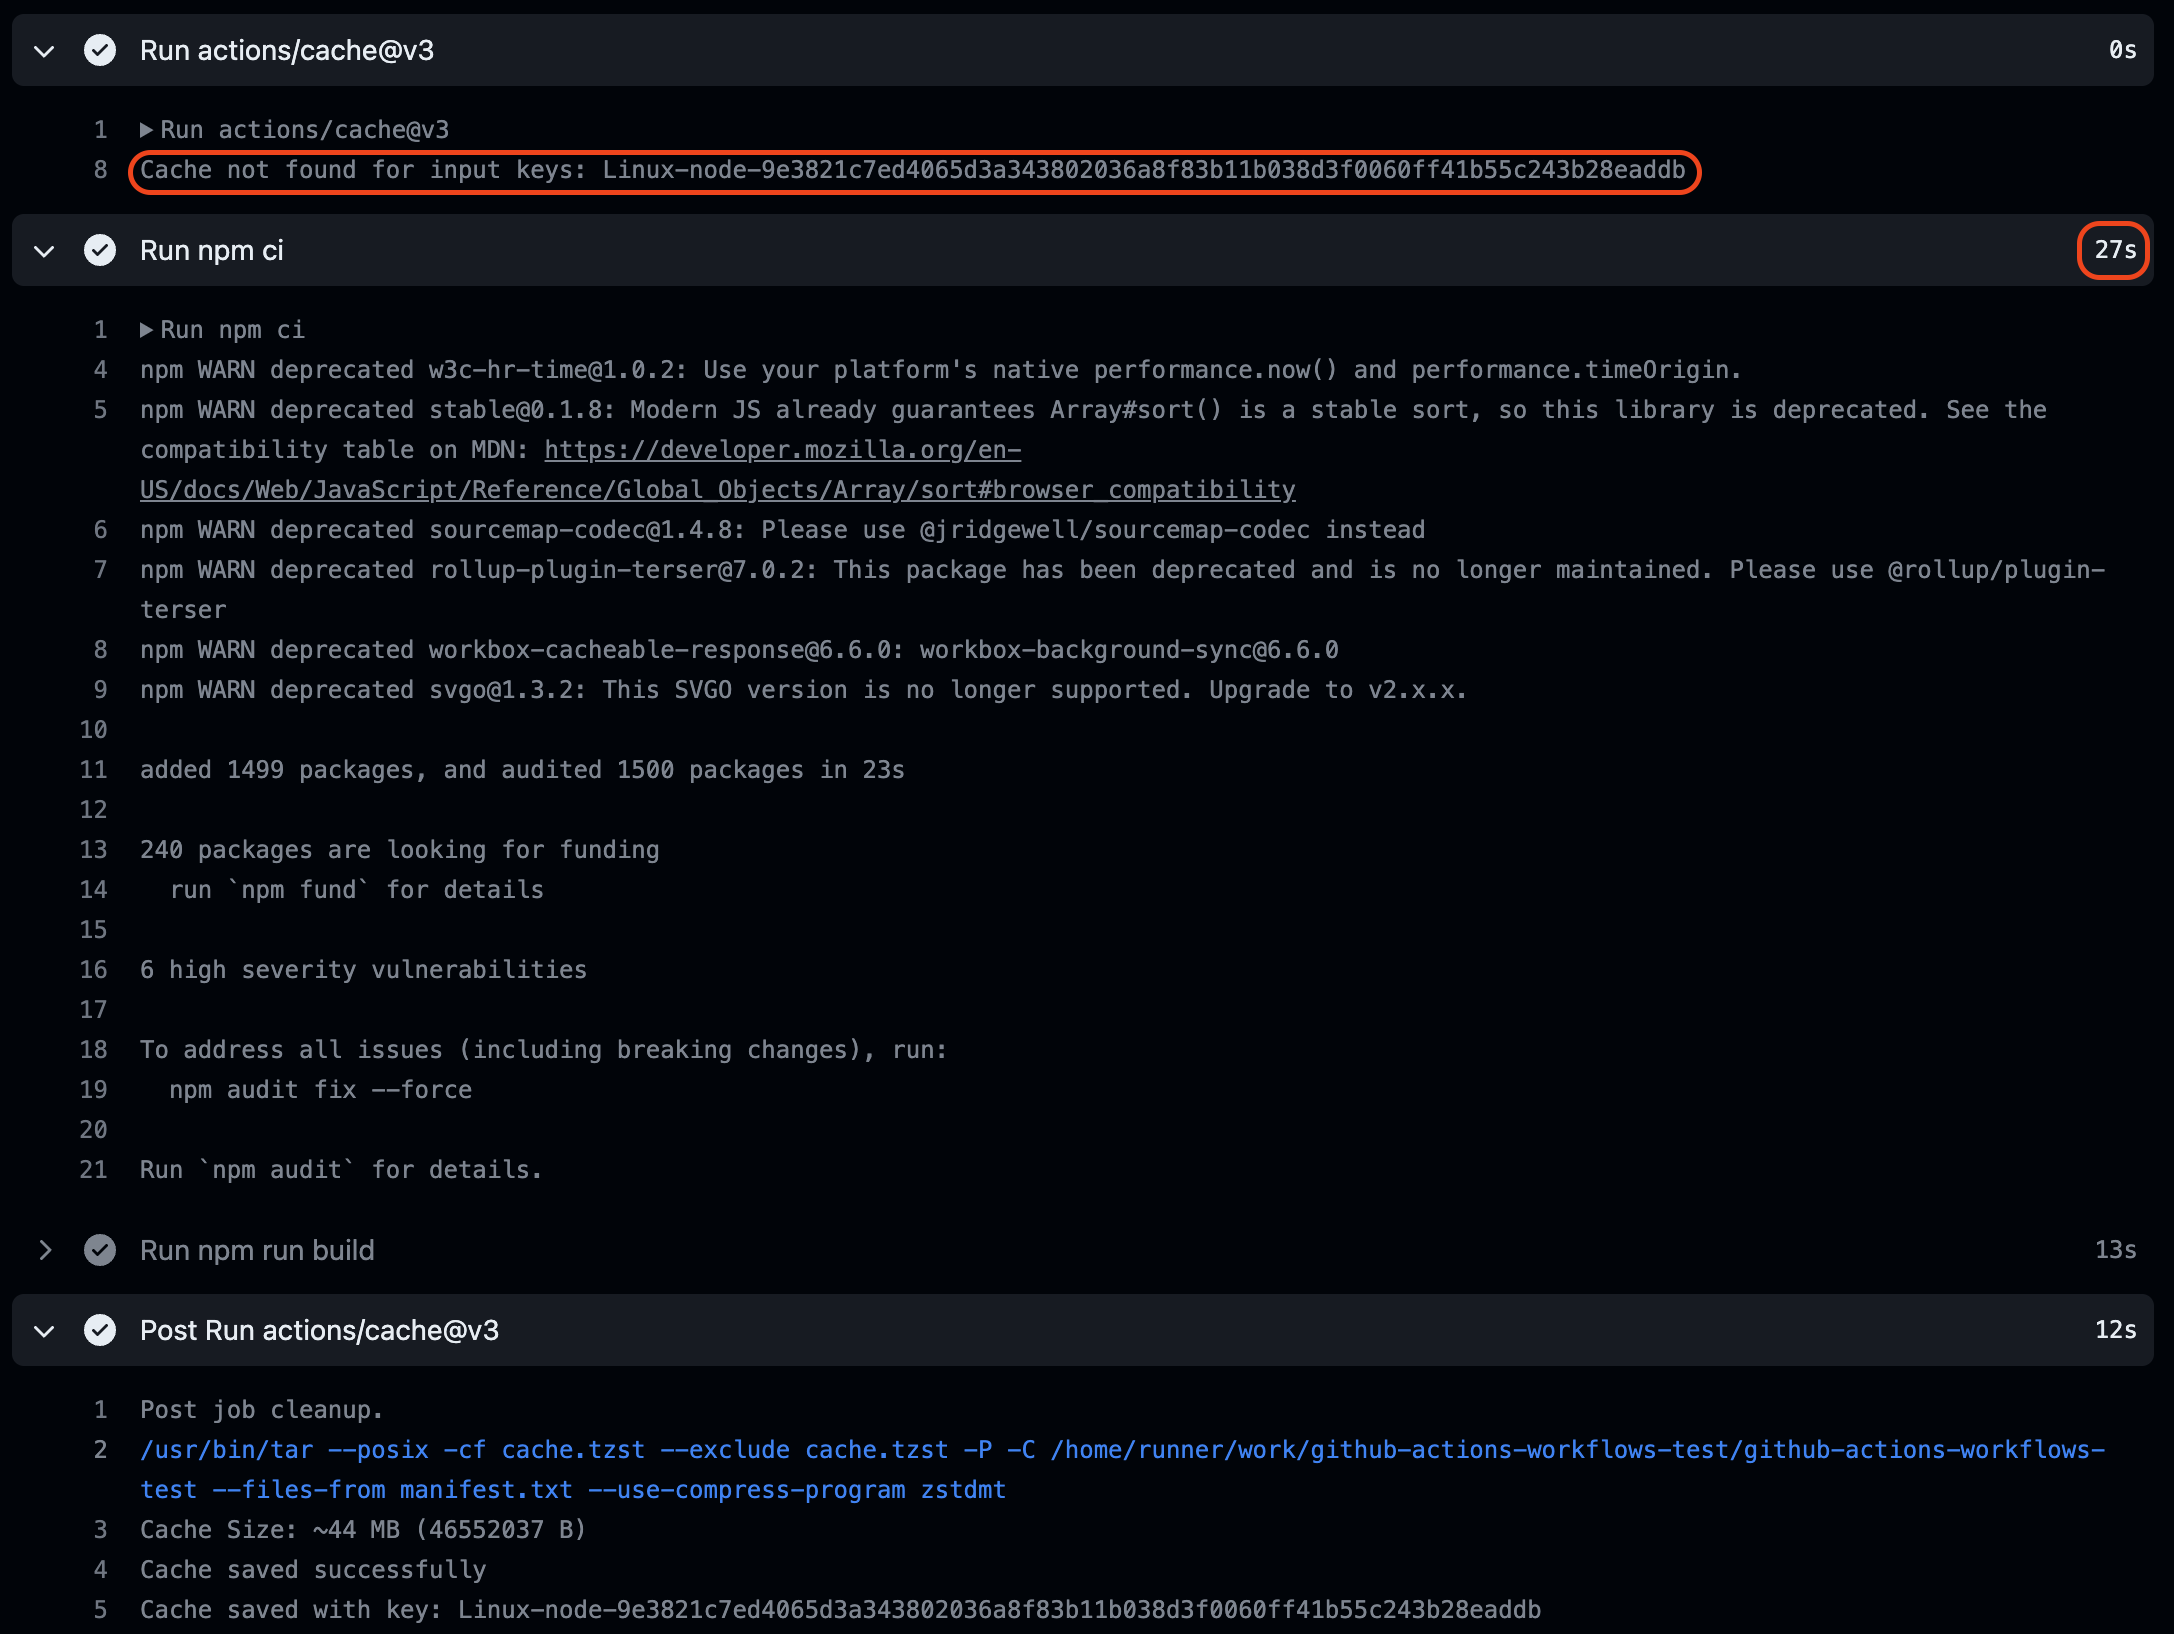 Run actions/cache@v3 0s
1 Run actions/cache@v3
8 Cache not found for input keys: Linux-node-9e3821c7ed4065d3a343802036a8f83b11b038d3f0060ff41b55c243b28eaddb
Run npm ci 27s
1 Run npm ci
4 npm WARN deprecated w3c-hr-time@1.0.2: Use your platform's native performance.now() and performance.timeOrigin.
5 npm WARN deprecated stable@0.1.8: Modern JS already guarantees Array#sort() is a stable sort, so this library is deprecated. See the
compatibility table on MDN: https://developer.mozilla.org/en-
US/docs/Web/JavaScript/Reference/Global_Objects/Array/sort#browser_compatibility
6 npm WARN deprecated sourcemap-codec@1.4.8: Please use @jridgewell/sourcemap-codec instead
7 npm WARN deprecated rollup-plugin-terser@7.0.2: This package has been deprecated and is no longer maintained. Please use @rollup/plugin-
terser
8 npm WARN deprecated workbox-cacheable-response@6.6.0: workbox-background-sync@6.6.0
9 npm WARN deprecated svgo@1.3.2: This SVGO version is no longer supported. Upgrade to v2.x.x.
10
11 added 1499 packages, and audited 1500 packages in 23s
12
13 240 packages are looking for funding
14 run `npm fund` for details
15
16 6 high severity vulnerabilities
17
18 To address all issues (including breaking changes), run:
19 npm audit fix --force
20
21 Run `npm audit` for details.
Run npm run build 13s
Post Run actions/cache@v3 12s
1 Post job cleanup.
2 /usr/bin/tar --posix -cf cache.tzst --exclude cache.tzst -P -C /home/runner/work/github-actions-workflows-test/github-actions-workflows-
test --files-from manifest.txt --use-compress-program zstdmt
3 Cache Size: ~44 MB (46552037 B)
4 Cache saved successfully
5 Cache saved with key: Linux-node-9e3821c7ed4065d3a343802036a8f83b11b038d3f0060ff41b55c243b28eaddb